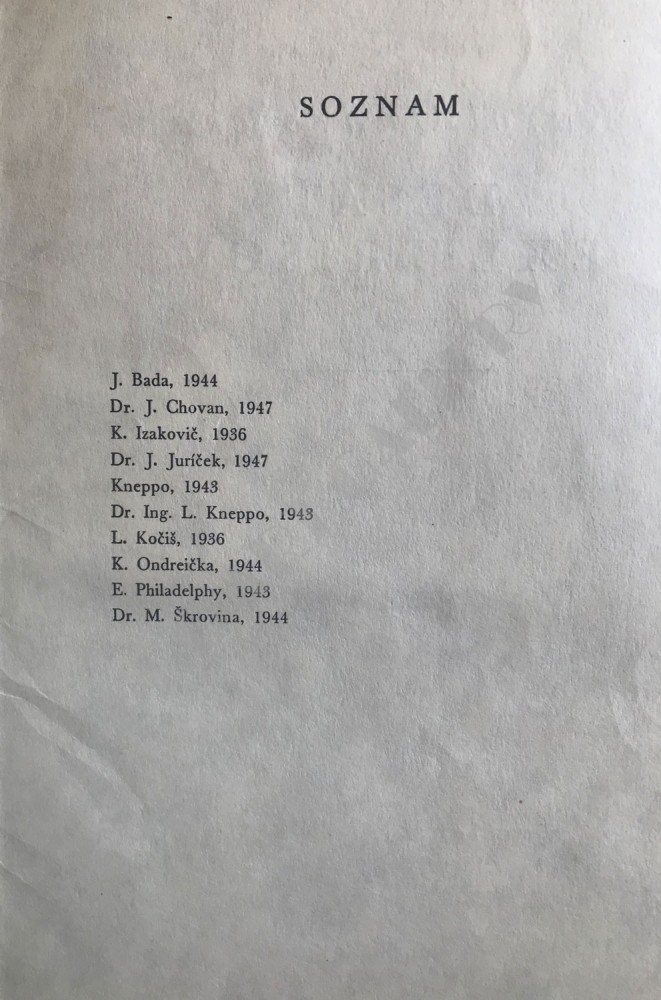 SOZNAM
J. Bada, 1944
Dr. J. Chovan, 1947
K. Izakovič, 1936
Dr. J. Juríček, 1947
Kneppo, 1943
Dr. Ing. L. Kneppo, 1943
L. Kočiš, 1936
K. Ondreička, 1944
E. Philadelphy, 1943
Dr. M. Škrovina, 1944